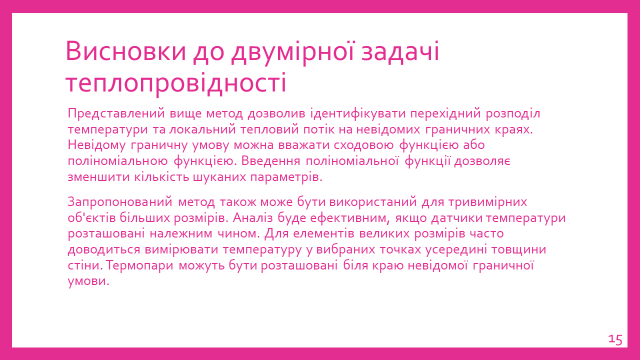 Висновки до двумірної задачі
теплопровідності
Представлений вище метод дозволив ідентифікувати перехідний розподіл
температури та локальний тепловий потік на невідомих граничних краях.
Невідому граничну умову можна вважати сходовою функцією або
поліноміальною функцією. Введення поліноміальної функції дозволяє
зменшити кількість шуканих параметрів.
Запропонований метод також може бути використаний для тривимірних
об'єктів більших розмірів. Аналіз буде ефективним, якщо датчики температури
розташовані належним чином. Для елементів великих розмірів часто
доводиться вимірювати температуру у вибраних точках усередині товщини
стіни. Термопари можуть бути розташовані біля краю невідомої граничної
умови.
15